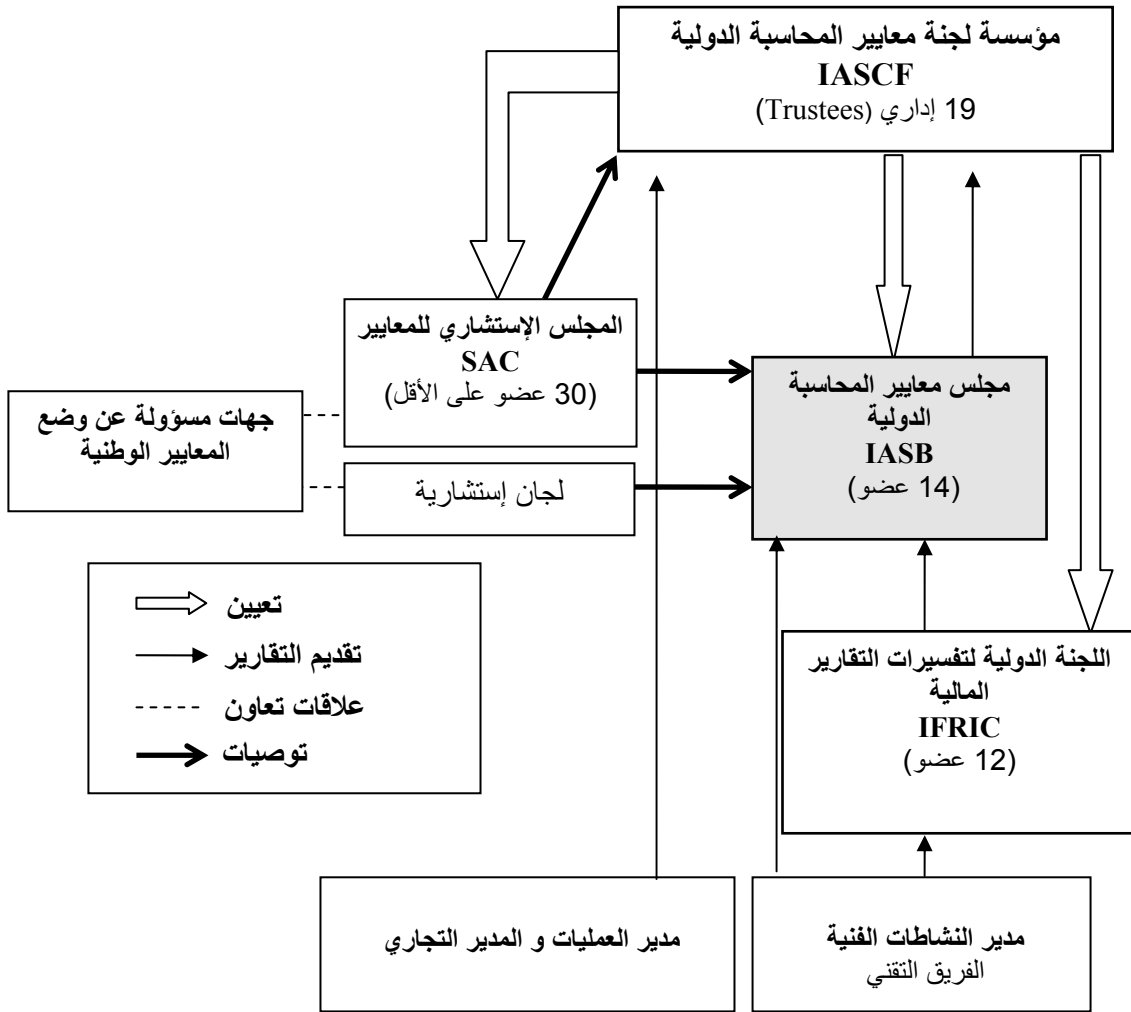 مؤسسة لجنة معايير المحاسبة الدولية
IASCF
19 إداري (Trustees)
المجلس الإستشاري للمعايير
SAC
(30 عضو على الأقل)
مجلس معايير المحاسبة
الدولية
IASB
(14 عضو)
جهات مسؤولة عن وضع
المعايير الوطنية
لجان إستشارية
تعيين
تقديم التقارير
علاقات تعاون
توصيات
اللجنة الدولية لتفسيرات التقارير
المالية
IFRIC
(12 عضو)
مدير العمليات و المدير التجاري
مدير النشاطات الفنية
الفريق التقني